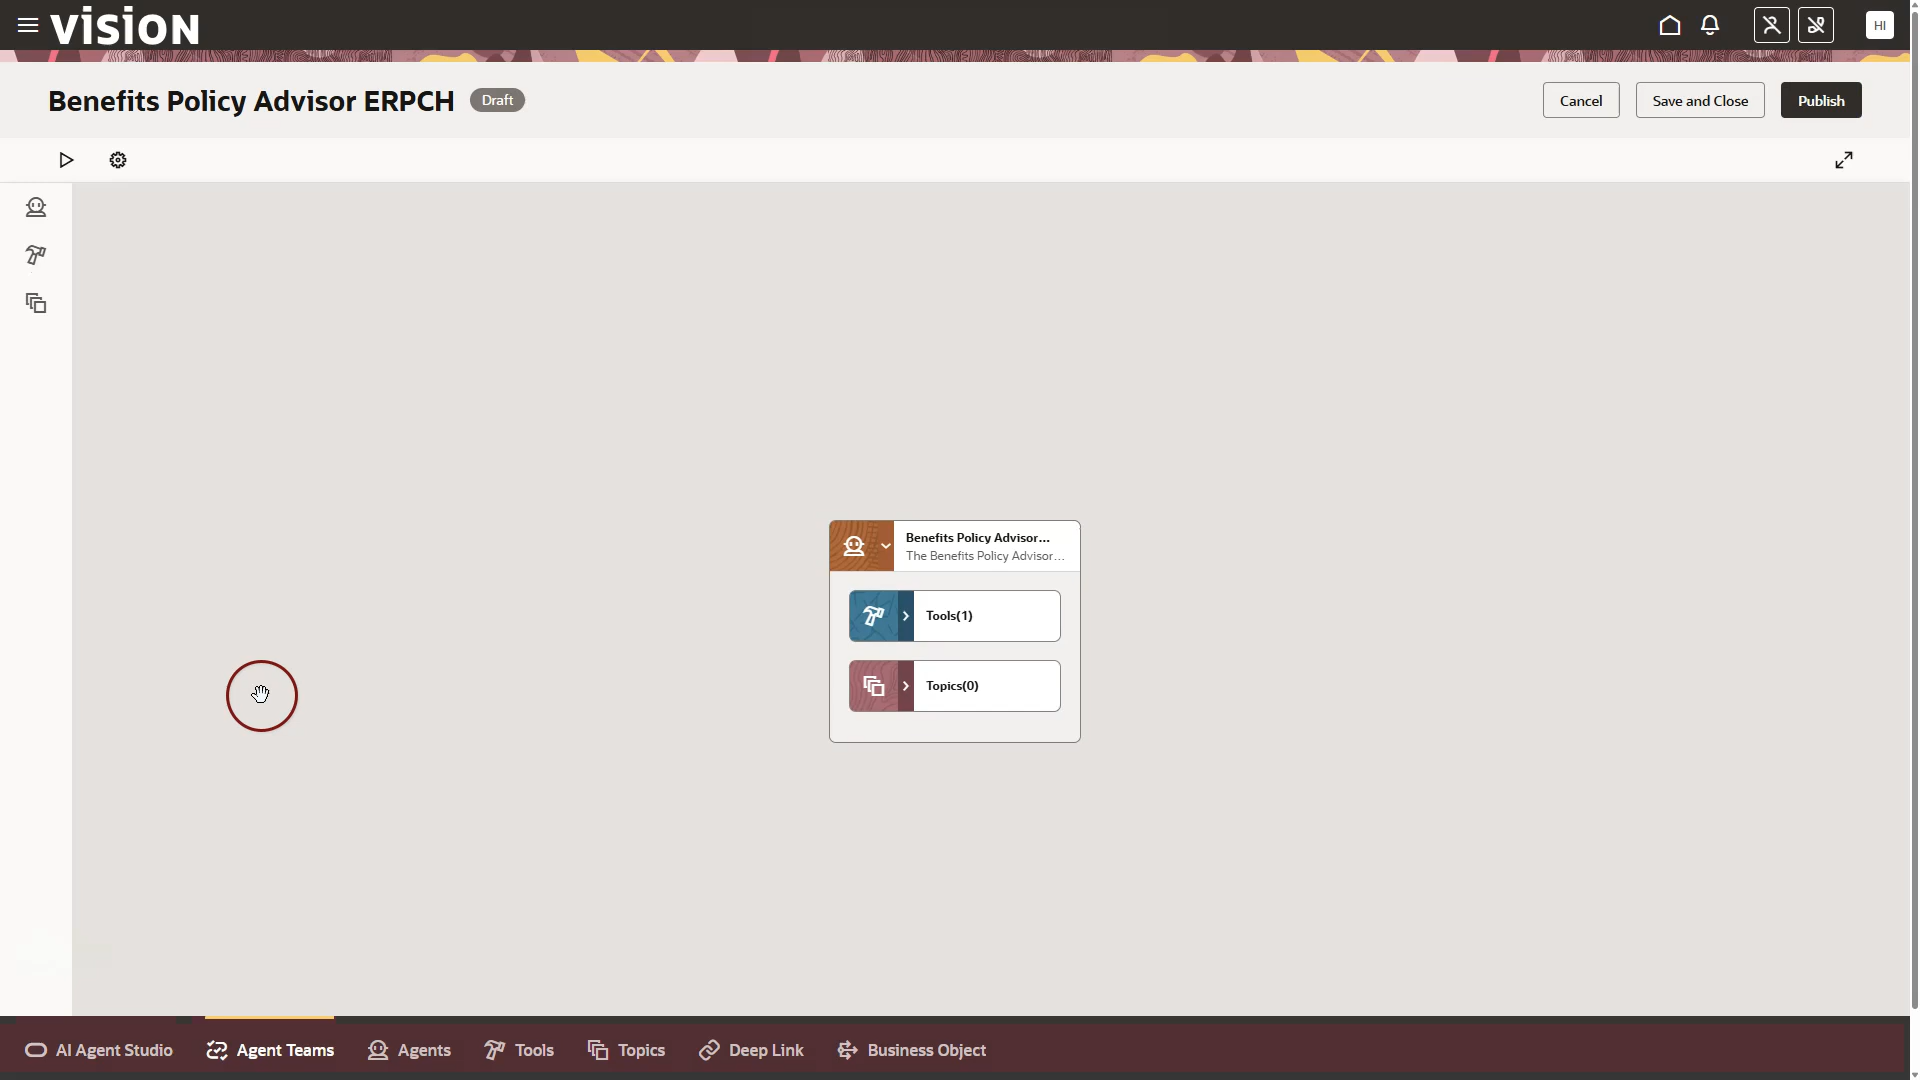 vision
HI
Benefits Policy Advisor ERPCH
Draft
Cancel
Save and Close
Publish
Benefits Policy Advisor...
The Benefits Policy Advisor...
Tools(1)
Topics(0)
AI Agent Studio
Agent Teams
Agents
Tools
Topics
Deep Link
Business Object